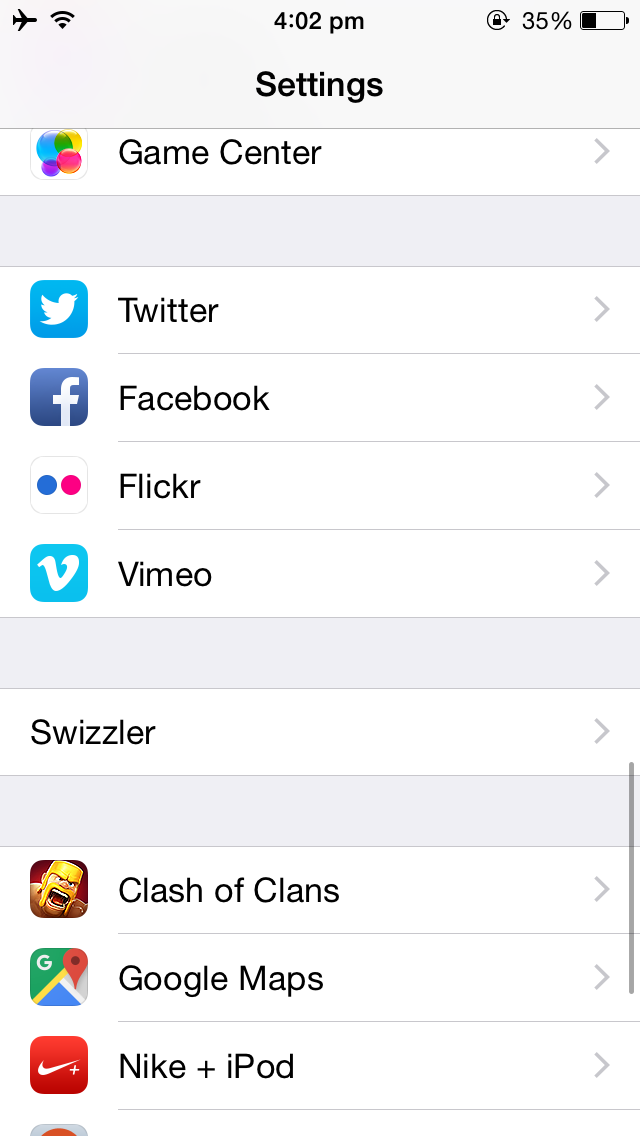 4:02 pm 35%
Settings
Game Center
Twitter
Facebook
Flickr
Vimeo
Swizzler
Clash of Clans
Google Maps
Nike + iPod